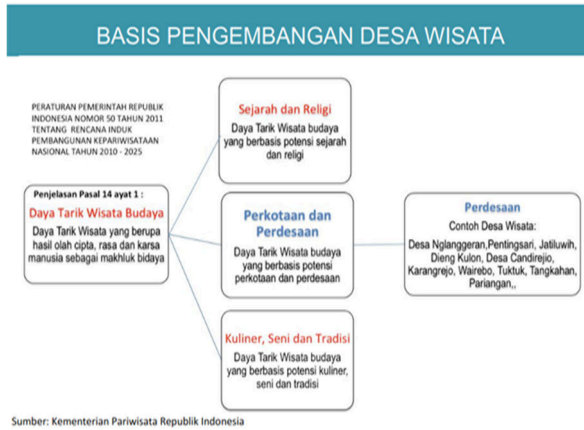 BASIS PENGEMBANGAN DESA WISATA
PERATURAN PEMERINTAH REPUBLIK
INDONESIA NOMOR 50 TAHUN 2011
TENTANG RENCANA INDUK
PEMBANGUNAN KEPARIWISATAAN
NASIONAL TAHUN 2010 - 2025
Penjelasan Pasal 14 ayat 1 :
Daya Tarik Wisata Budaya
Daya Tarik Wisata yang berupa
hasil olah cipta, rasa dan karsa
manusia sebagai makhluk bidaya
Sejarah dan Religi
Daya Tarik Wisata budaya
yang berbasis potensi sejarah
dan religi
Perkotaan dan
Perdesaan
Daya Tarik Wisata budaya
yang berbasis potensi
perkotaan dan perdesaan
Kuliner, Seni dan Tradisi
Daya Tarik Wisata budaya
yang berbasis potensi kuliner,
seni dan tradisi
Perdesaan
Contoh Desa Wisata:
Desa Nglanggeran,Pentingsari, Jatiluwih,
Dieng Kulon, Desa Candirejio,
Karangrejo, Wairebo, Tuktuk, Tangkahan,
Pariangan,,
Sumber: Kementerian Pariwisata Republik Indonesia